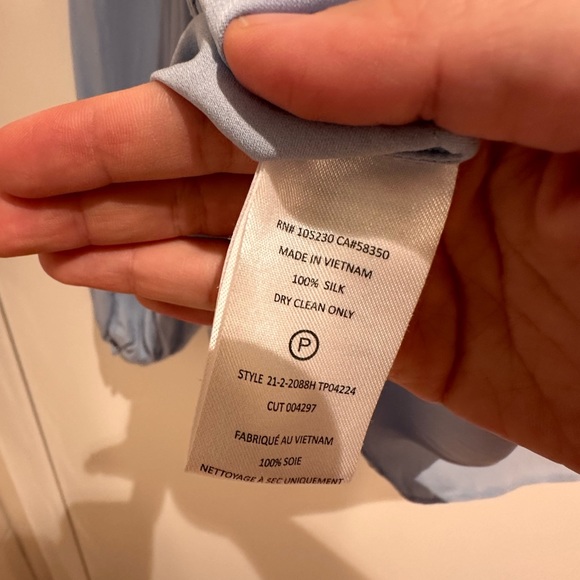 RN# 105230 CA#58350
MADE IN VIETNAM
100% SILK
DRY CLEAN ONLY
P
STYLE 21-2-2088H TP04224
CUT 004297
FABRIQUÉ AU VIETNAM
100% SOIE
NETTOYAGE À SEC UNIQUEMENT